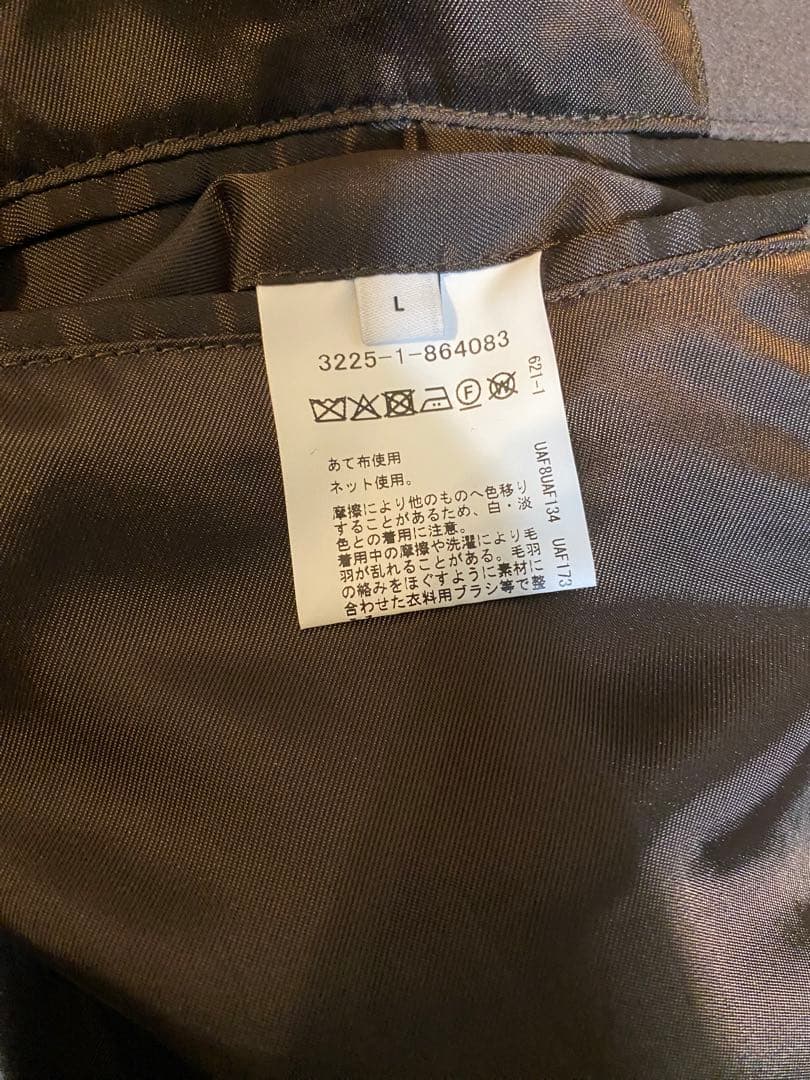 L
3225-1-864083
F
W
あて布使用
ネット使用。
摩擦により他のものへ色移り
することがあるため、白・淡
色との着用に注意。
着用中の摩擦や洗濯により毛
羽が乱れることがある。毛羽
の絡みをほぐすように素材に
合わせた衣料用ブラシ等で整
621-1
UAF8UAF134 UAF173